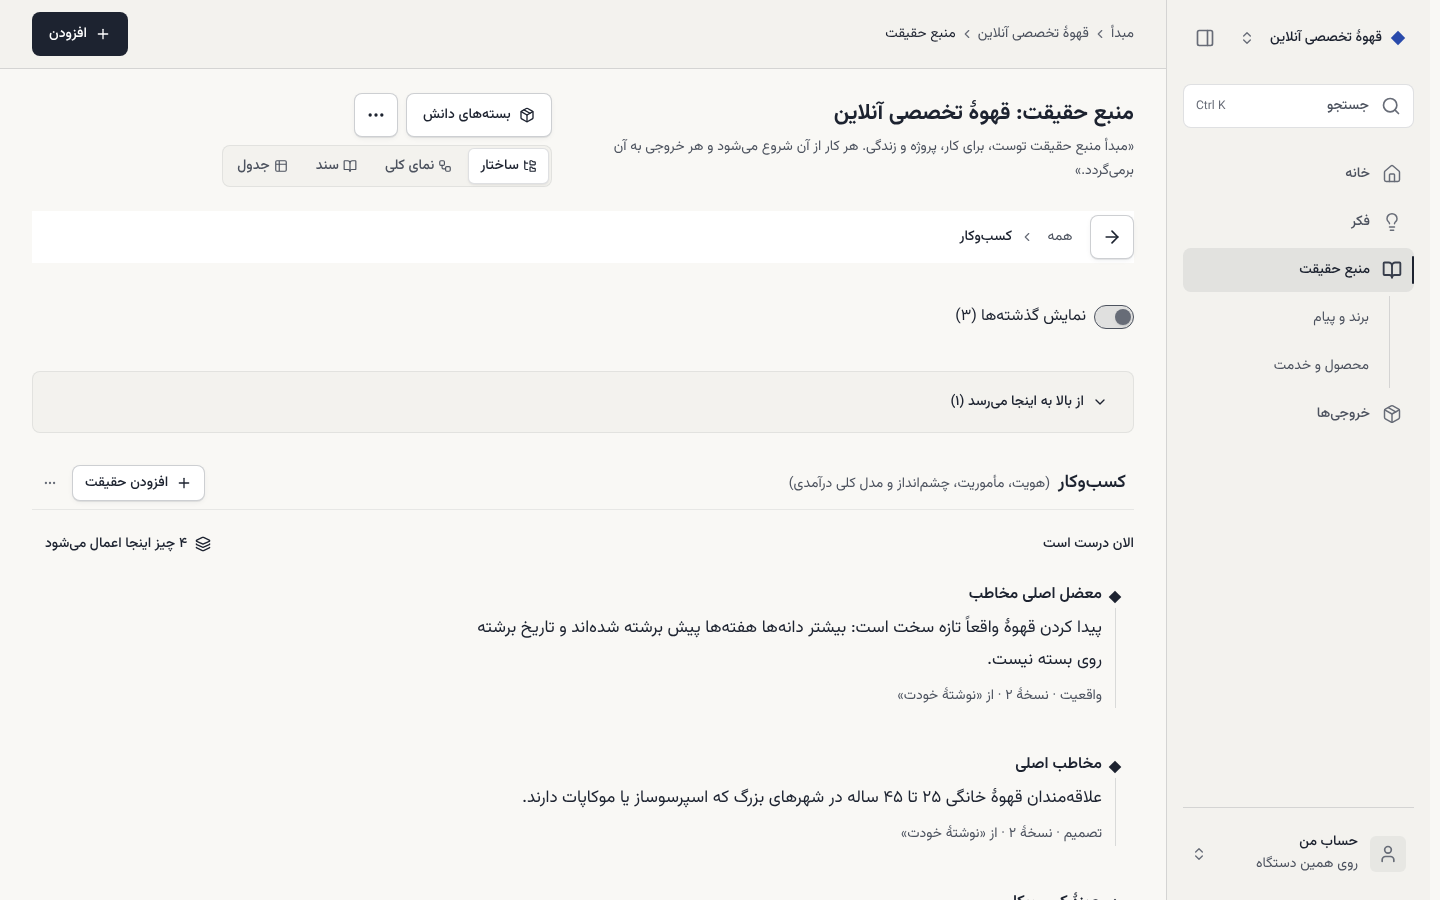 قهوهٔ تخصصی آنلاین
جستجو
Ctrl K
خانه
فکر
منبع حقیقت
برند و پیام
محصول و خدمت
خروجی‌ها
حساب من
روی همین دستگاه
مبدأ › قهوهٔ تخصصی آنلاین › منبع حقیقت
افزودن
منبع حقیقت: قهوهٔ تخصصی آنلاین
«مبدأ منبع حقیقت توست، برای کار، پروژه و زندگی. هر کار از آن شروع می‌شود و هر خروجی به آن
برمی‌گردد.»
بسته‌های دانش
ساختار
نمای کلی
سند
جدول
همه › کسب‌وکار
نمایش گذشته‌ها (۳)
از بالا به اینجا می‌رسد (۱)
کسب‌وکار (هویت، مأموریت، چشم‌انداز و مدل کلی درآمدی)
افزودن حقیقت
الان درست است
۴ چیز اینجا اعمال می‌شود
معضل اصلی مخاطب
پیدا کردن قهوهٔ واقعاً تازه سخت است: بیشتر دانه‌ها هفته‌ها پیش برشته شده‌اند و تاریخ برشته
روی بسته نیست.
واقعیت · نسخهٔ ۲ · از «نوشتهٔ خودت»
مخاطب اصلی
علاقه‌مندان قهوهٔ خانگی ۲۵ تا ۴۵ ساله در شهرهای بزرگ که اسپرسوساز یا موکاپات دارند.
تصمیم · نسخهٔ ۲ · از «نوشتهٔ خودت»